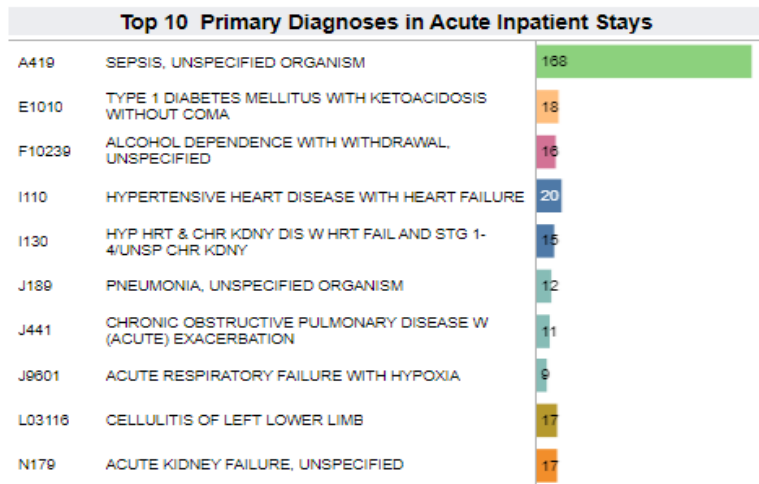 Top 10 Primary Diagnoses in Acute Inpatient Stays
A419 SEPSIS, UNSPECIFIED ORGANISM 168
E1010 TYPE 1 DIABETES MELLITUS WITH KETOACIDOSIS
WITHOUT COMA 18
F10239 ALCOHOL DEPENDENCE WITH WITHDRAWAL,
UNSPECIFIED 16
I110 HYPERTENSIVE HEART DISEASE WITH HEART FAILURE 20
I130 HYP HRT & CHR KDNY DIS W HRT FAIL AND STG 1-
4/UNSP CHR KDNY 15
J189 PNEUMONIA, UNSPECIFIED ORGANISM 12
J441 CHRONIC OBSTRUCTIVE PULMONARY DISEASE W
(ACUTE) EXACERBATION 11
J9601 ACUTE RESPIRATORY FAILURE WITH HYPOXIA 9
L03116 CELLULITIS OF LEFT LOWER LIMB 17
N179 ACUTE KIDNEY FAILURE, UNSPECIFIED 17